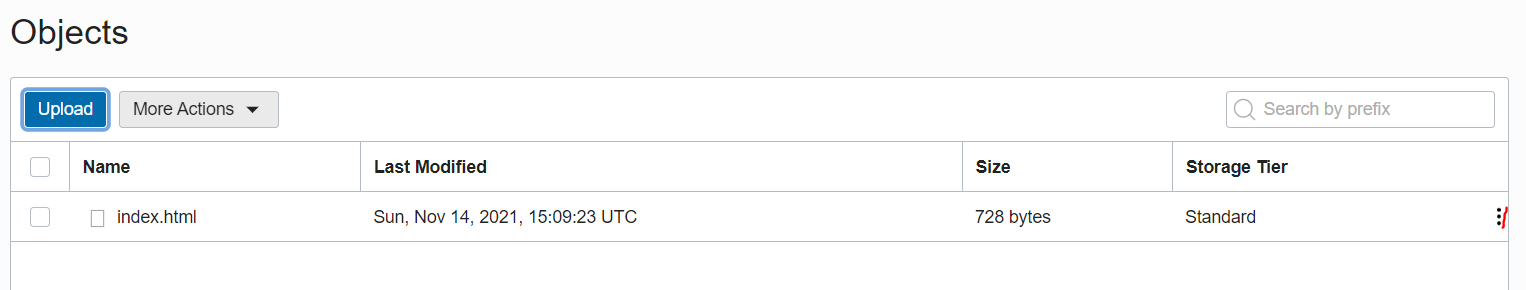 Objects
Upload More Actions Search by prefix
Name Last Modified Size Storage Tier
index.html Sun, Nov 14, 2021, 15:09:23 UTC 728 bytes Standard